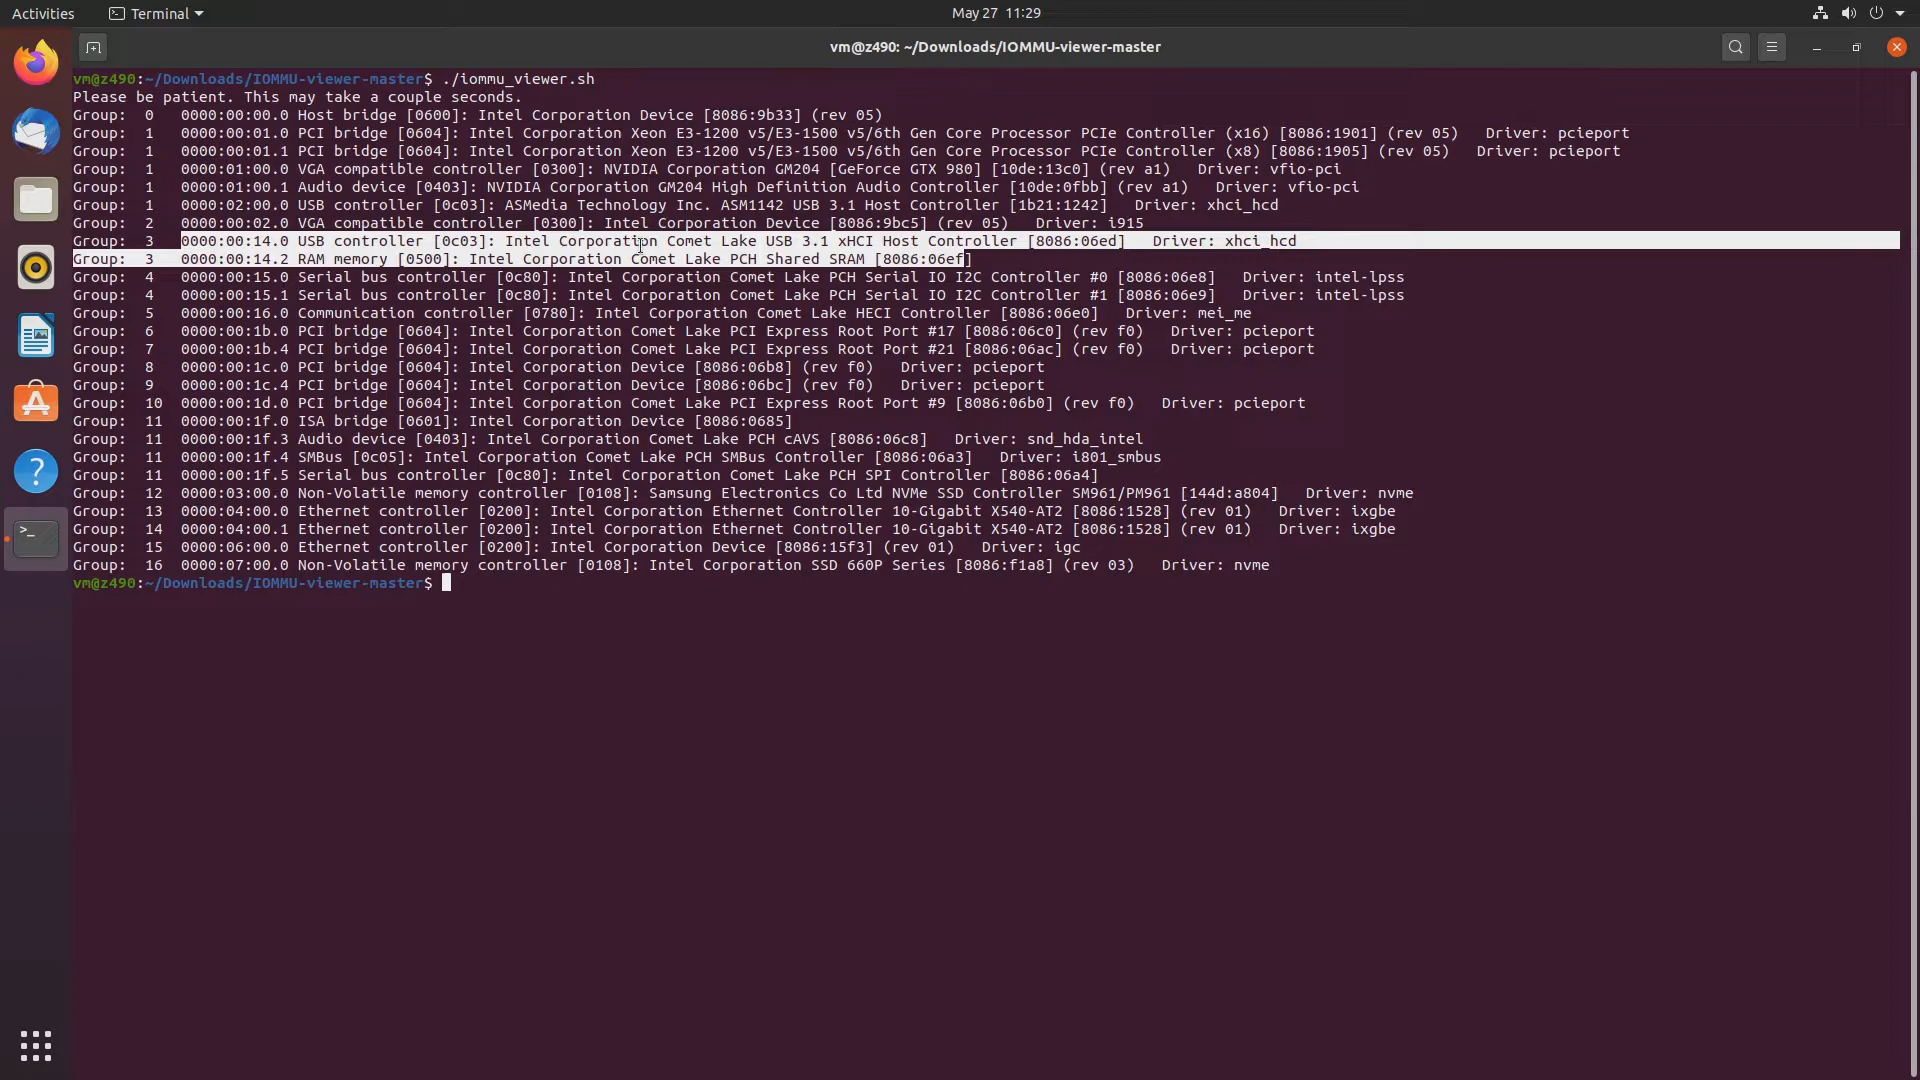 Activities
Terminal
May 27 11:29
vm@z490: ~/Downloads/IOMMU-viewer-master
vm@z490:~/Downloads/IOMMU-viewer-master$ ./iommu_viewer.sh
Please be patient. This may take a couple seconds.
Group:  0   0000:00:00.0 Host bridge [0600]: Intel Corporation Device [8086:9b33] (rev 05)
Group:  1   0000:00:01.0 PCI bridge [0604]: Intel Corporation Xeon E3-1200 v5/E3-1500 v5/6th Gen Core Processor PCIe Controller (x16) [8086:1901] (rev 05)   Driver: pcieport
Group:  1   0000:00:01.1 PCI bridge [0604]: Intel Corporation Xeon E3-1200 v5/E3-1500 v5/6th Gen Core Processor PCIe Controller (x8) [8086:1905] (rev 05)   Driver: pcieport
Group:  1   0000:01:00.0 VGA compatible controller [0300]: NVIDIA Corporation GM204 [GeForce GTX 980] [10de:13c0] (rev a1)   Driver: vfio-pci
Group:  1   0000:01:00.1 Audio device [0403]: NVIDIA Corporation GM204 High Definition Audio Controller [10de:0fbb] (rev a1)   Driver: vfio-pci
Group:  1   0000:02:00.0 USB controller [0c03]: ASMedia Technology Inc. ASM1142 USB 3.1 Host Controller [1b21:1242]   Driver: xhci_hcd
Group:  2   0000:00:02.0 VGA compatible controller [0300]: Intel Corporation Device [8086:9bc5] (rev 05)   Driver: i915
Group:  3   0000:00:14.0 USB controller [0c03]: Intel Corporation Comet Lake USB 3.1 xHCI Host Controller [8086:06ed]   Driver: xhci_hcd
Group:  3   0000:00:14.2 RAM memory [0500]: Intel Corporation Comet Lake PCH Shared SRAM [8086:06ef]
Group:  4   0000:00:15.0 Serial bus controller [0c80]: Intel Corporation Comet Lake PCH Serial IO I2C Controller #0 [8086:06e8]   Driver: intel-lpss
Group:  4   0000:00:15.1 Serial bus controller [0c80]: Intel Corporation Comet Lake PCH Serial IO I2C Controller #1 [8086:06e9]   Driver: intel-lpss
Group:  5   0000:00:16.0 Communication controller [0780]: Intel Corporation Comet Lake HECI Controller [8086:06e0]   Driver: mei_me
Group:  6   0000:00:1b.0 PCI bridge [0604]: Intel Corporation Comet Lake PCI Express Root Port #17 [8086:06c0] (rev f0)   Driver: pcieport
Group:  7   0000:00:1b.4 PCI bridge [0604]: Intel Corporation Comet Lake PCI Express Root Port #21 [8086:06ac] (rev f0)   Driver: pcieport
Group:  8   0000:00:1c.0 PCI bridge [0604]: Intel Corporation Device [8086:06b8] (rev f0)   Driver: pcieport
Group:  9   0000:00:1c.4 PCI bridge [0604]: Intel Corporation Device [8086:06bc] (rev f0)   Driver: pcieport
Group:  10  0000:00:1d.0 PCI bridge [0604]: Intel Corporation Comet Lake PCI Express Root Port #9 [8086:06b0] (rev f0)   Driver: pcieport
Group:  11  0000:00:1f.0 ISA bridge [0601]: Intel Corporation Device [8086:0685]
Group:  11  0000:00:1f.3 Audio device [0403]: Intel Corporation Comet Lake PCH cAVS [8086:06c8]   Driver: snd_hda_intel
Group:  11  0000:00:1f.4 SMBus [0c05]: Intel Corporation Comet Lake PCH SMBus Controller [8086:06a3]   Driver: i801_smbus
Group:  11  0000:00:1f.5 Serial bus controller [0c80]: Intel Corporation Comet Lake PCH SPI Controller [8086:06a4]
Group:  12  0000:03:00.0 Non-Volatile memory controller [0108]: Samsung Electronics Co Ltd NVMe SSD Controller SM961/PM961 [144d:a804]   Driver: nvme
Group:  13  0000:04:00.0 Ethernet controller [0200]: Intel Corporation Ethernet Controller 10-Gigabit X540-AT2 [8086:1528] (rev 01)   Driver: ixgbe
Group:  14  0000:04:00.1 Ethernet controller [0200]: Intel Corporation Ethernet Controller 10-Gigabit X540-AT2 [8086:1528] (rev 01)   Driver: ixgbe
Group:  15  0000:06:00.0 Ethernet controller [0200]: Intel Corporation Device [8086:15f3] (rev 01)   Driver: igc
Group:  16  0000:07:00.0 Non-Volatile memory controller [0108]: Intel Corporation SSD 660P Series [8086:f1a8] (rev 03)   Driver: nvme
vm@z490:~/Downloads/IOMMU-viewer-master$